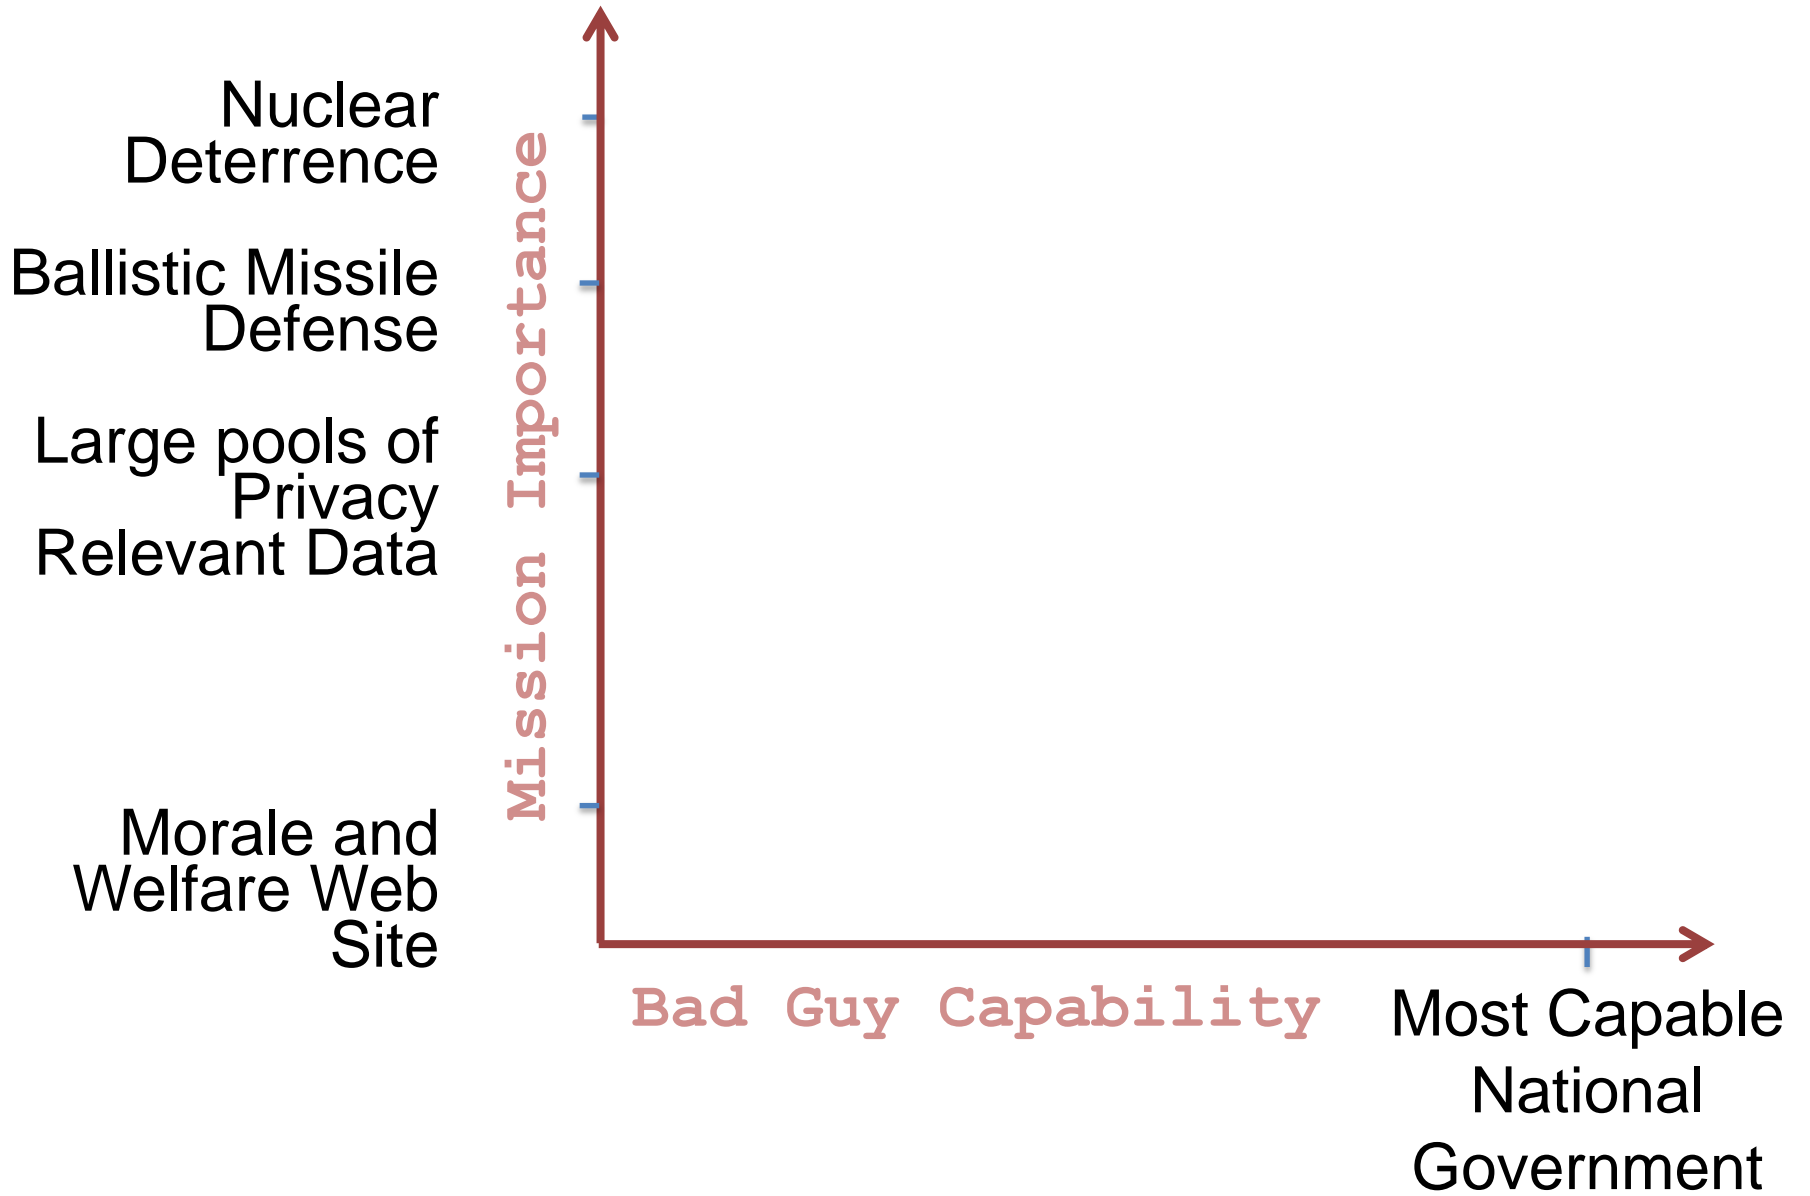 Nuclear
Deterrence
Ballistic Missile
Defense
Large pools of
Privacy
Relevant Data
Morale and
Welfare Web
Site
Mission Importance
Bad Guy Capability
Most Capable
National
Government